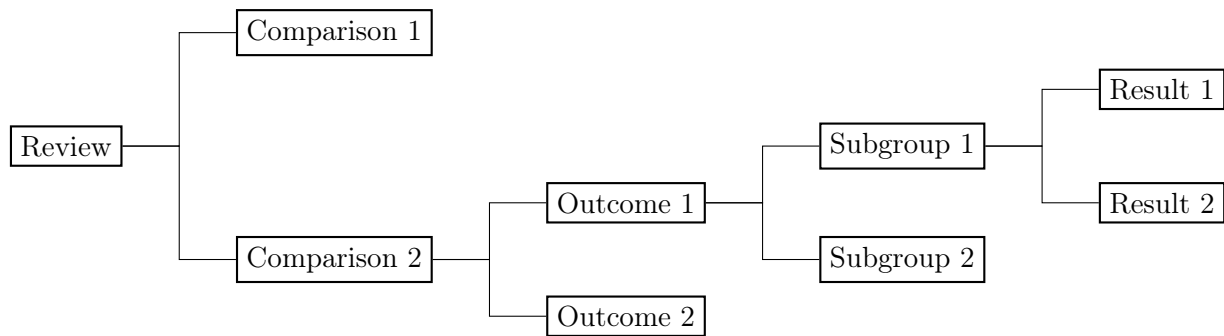 Review
Comparison 1
Comparison 2
Outcome 1
Outcome 2
Subgroup 1
Subgroup 2
Result 1
Result 2